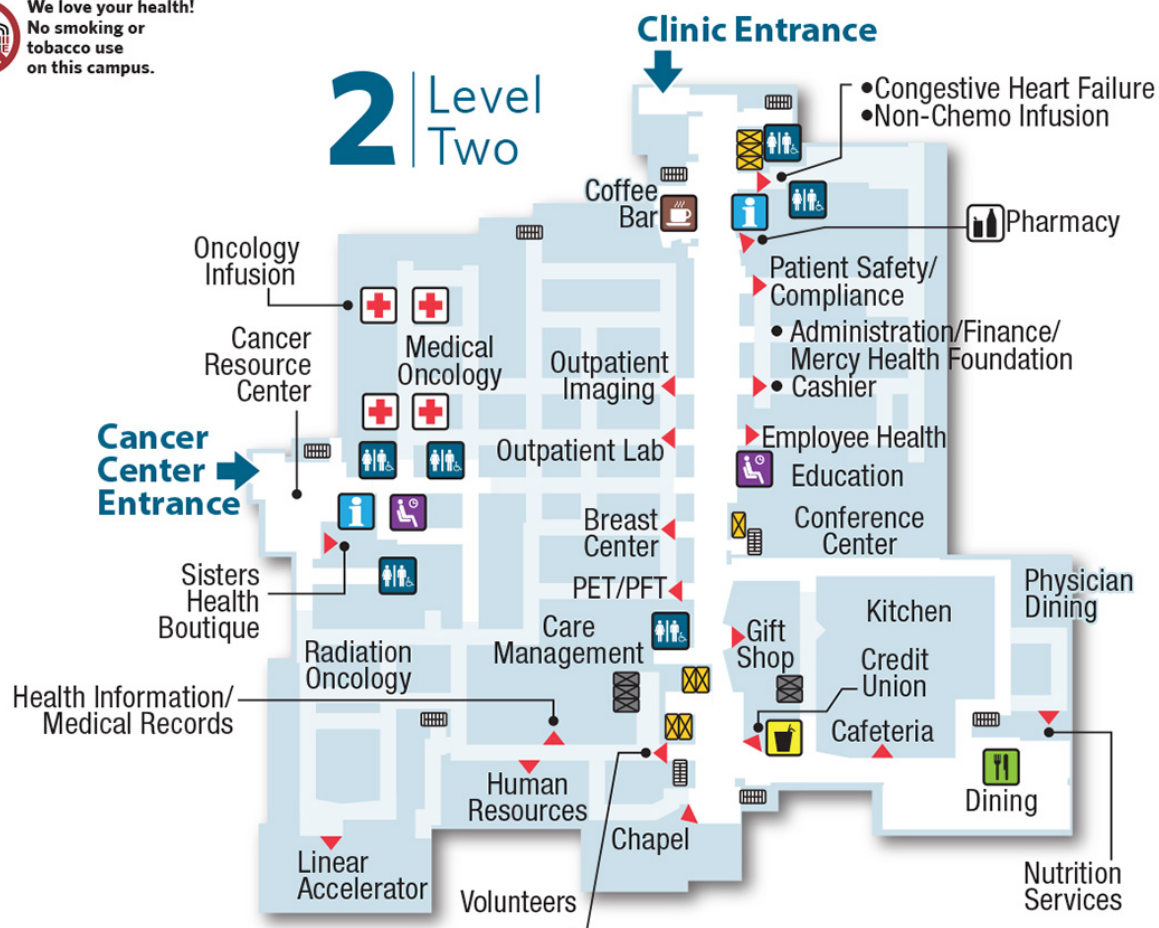 We love your health!
No smoking or
tobacco use
on this campus.
Clinic Entrance
2
Level
Two
•Congestive Heart Failure
•Non-Chemo Infusion
Coffee
Bar
i
Pharmacy
Oncology
Infusion
Patient Safety/
Compliance
Cancer
Resource
Center
Medical
Oncology
• Administration/Finance/
Mercy Health Foundation
• Cashier
Outpatient
Imaging
Cancer
Center
Entrance
Outpatient Lab
Employee Health
Education
i
Breast
Center
Conference
Center
Sisters
Health
Boutique
PET/PFT
Physician
Dining
Kitchen
Care
Management
Gift
Shop
Radiation
Oncology
Credit
Union
Health Information/
Medical Records
Cafeteria
Human
Resources
Dining
Chapel
Linear
Accelerator
Volunteers
Nutrition
Services